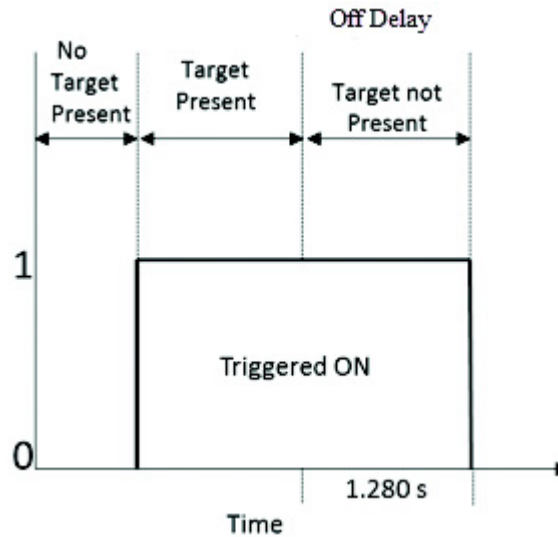 Off Delay
No
Target
Present
Target
Present
Target not
Present
1
Triggered ON
0
1.280 s
Time